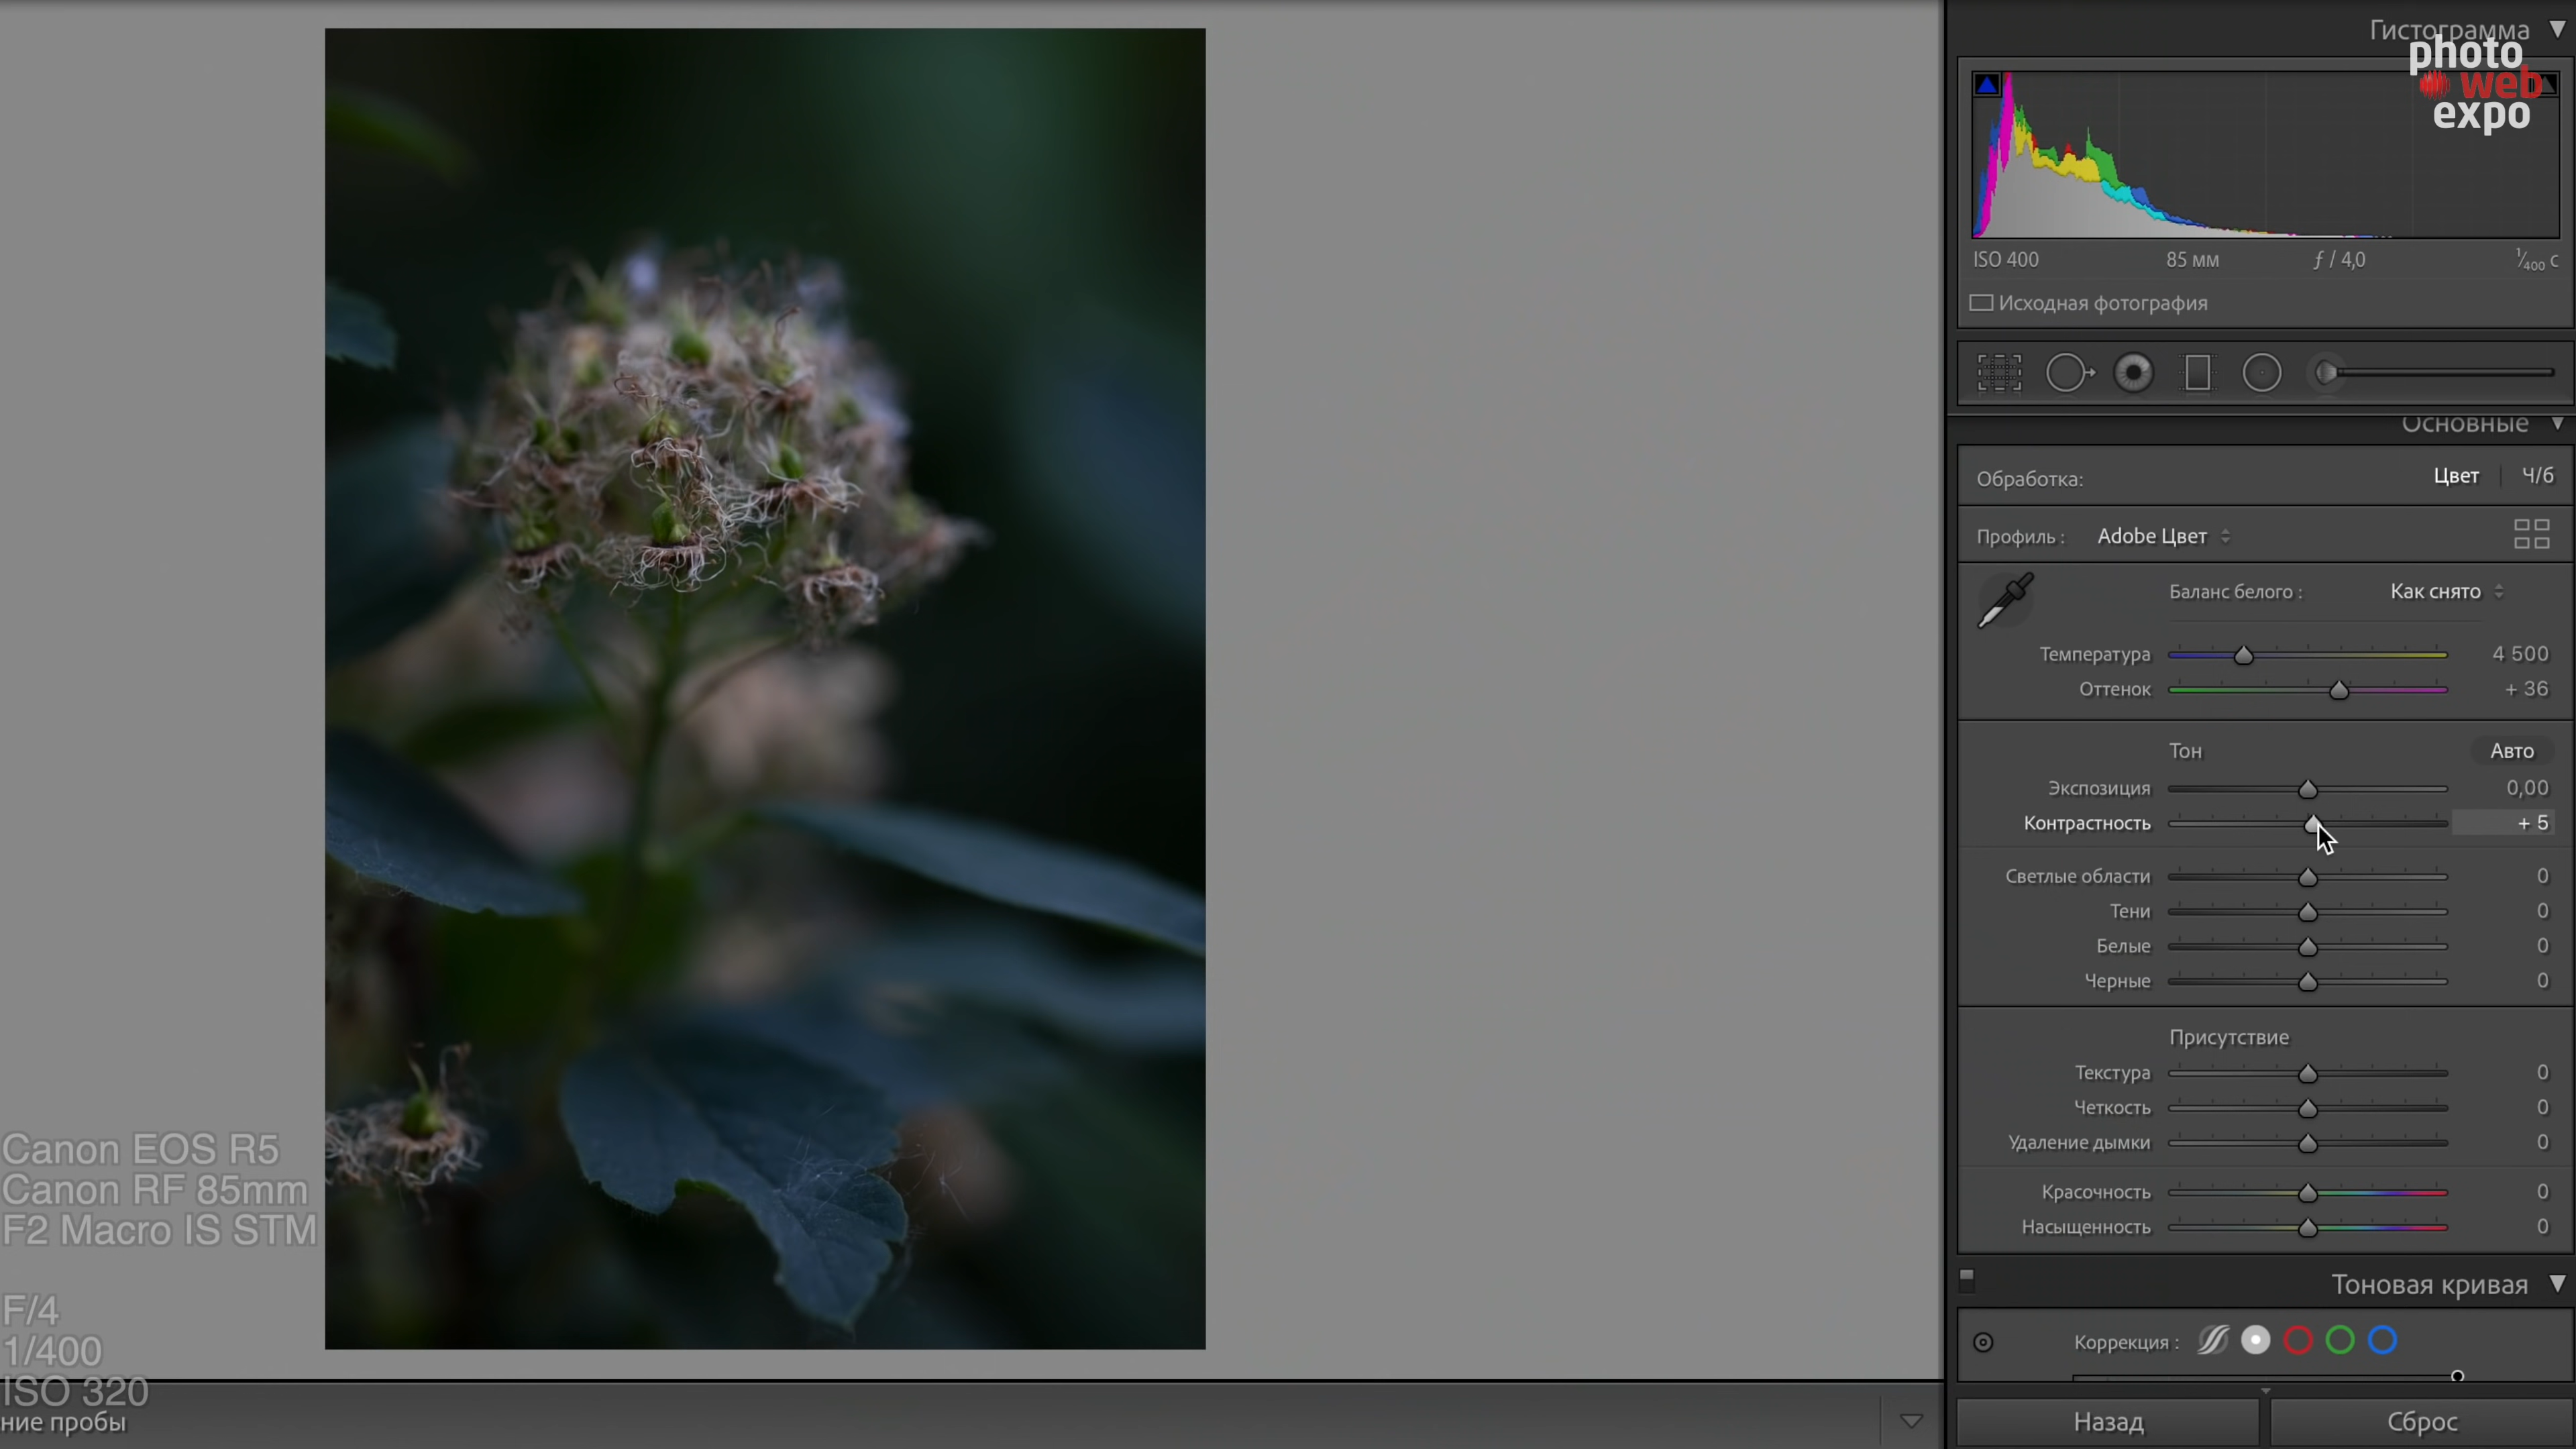 Гистограмма
photo
web
expo
ISO 400 85 мм ƒ / 4,0 1/400 с
Исходная фотография
Основные
Обработка: Цвет Ч/б
Профиль : Adobe Цвет
Баланс белого : Как снято
Температура 4 500
Оттенок + 36
Тон Авто
Экспозиция 0,00
Контрастность + 5
Светлые области 0
Тени 0
Белые 0
Черные 0
Присутствие
Текстура 0
Четкость 0
Удаление дымки 0
Красочность 0
Насыщенность 0
Тоновая кривая
Коррекция :
Назад Сброс
Canon EOS R5
Canon RF 85mm
F2 Macro IS STM
F/4
1/400
ISO 320
ние пробы